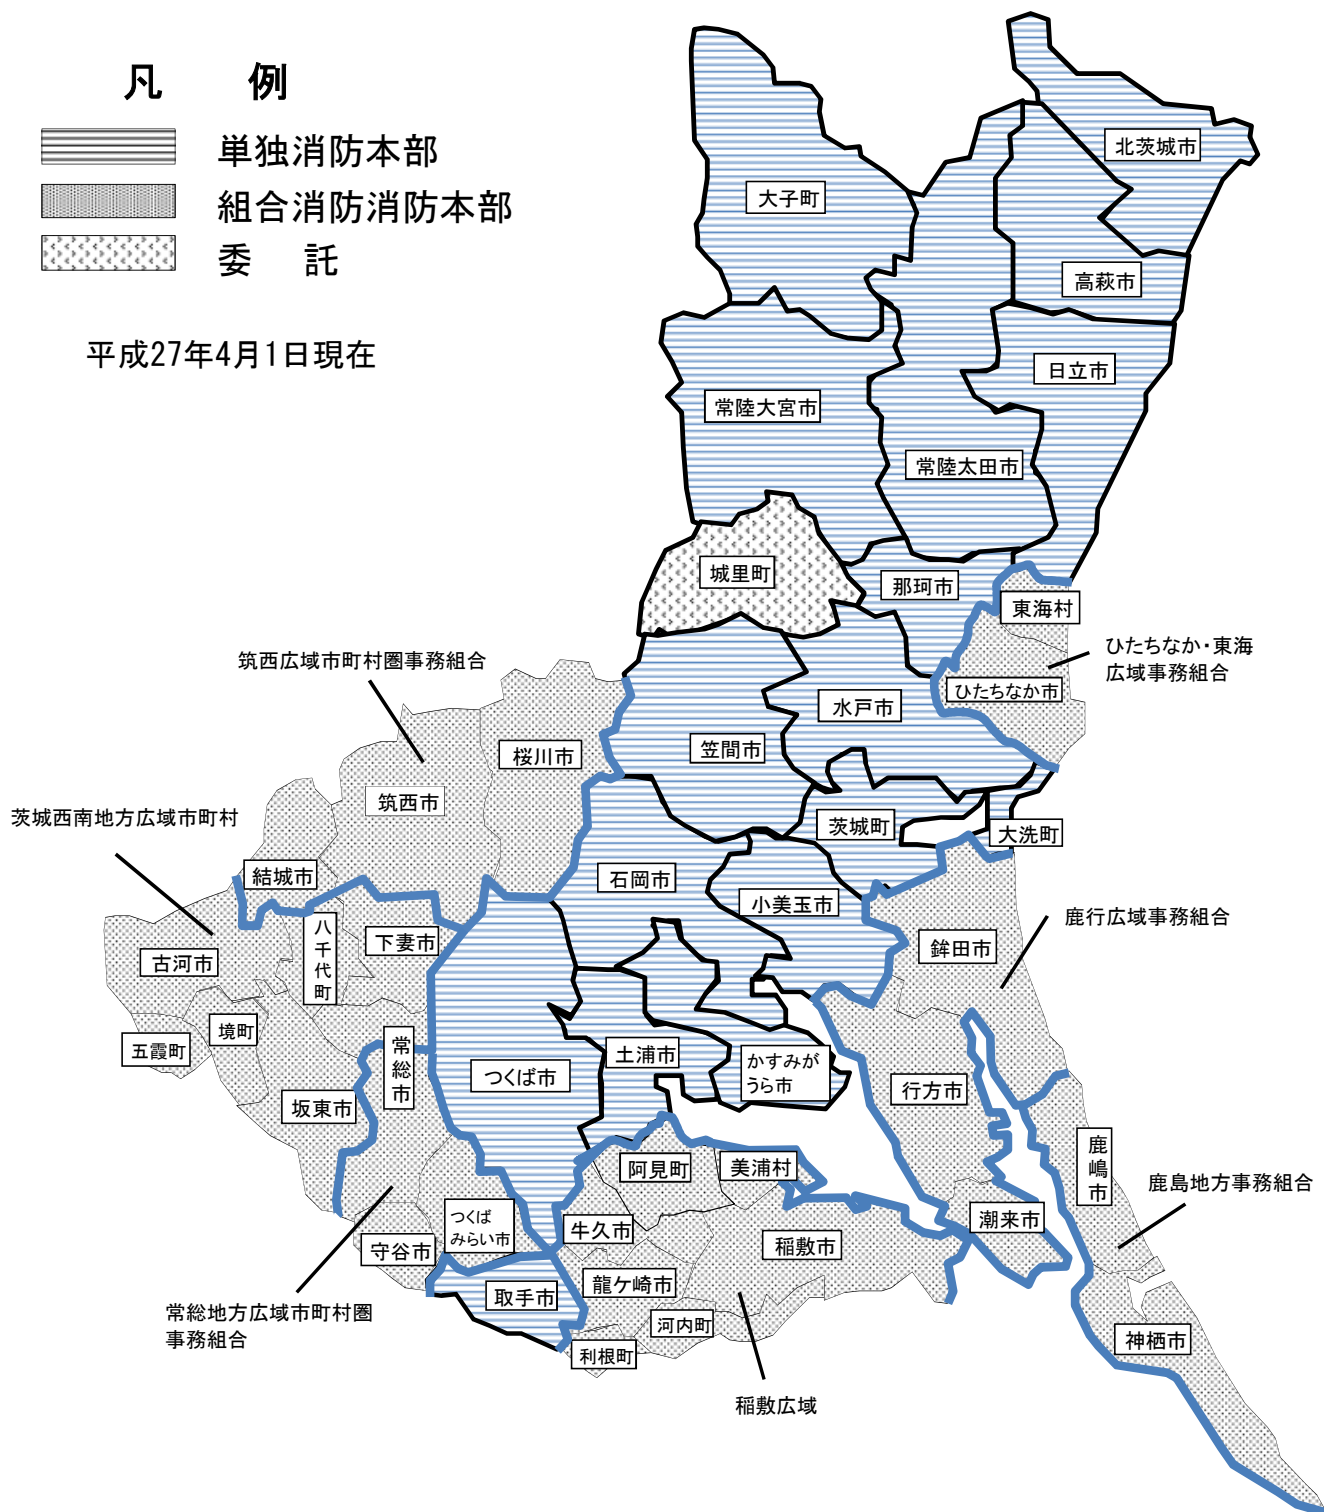 凡　例
単独消防本部
組合消防消防本部
委　託
平成27年4月1日現在
北茨城市
大子町
高萩市
日立市
常陸大宮市
常陸太田市
城里町
那珂市
東海村
ひたちなか・東海
広域事務組合
筑西広域市町村圏事務組合
ひたちなか市
水戸市
笠間市
桜川市
筑西市
茨城西南地方広域市町村
茨城町
大洗町
結城市
石岡市
小美玉市
鹿行広域事務組合
八千代町
下妻市
鉾田市
古河市
境町
五霞町
常総市
土浦市
かすみが
うら市
つくば市
行方市
坂東市
鹿嶋市
阿見町
美浦村
鹿島地方事務組合
つくば
みらい市
牛久市
潮来市
守谷市
稲敷市
龍ケ崎市
取手市
常総地方広域市町村圏
事務組合
河内町
神栖市
利根町
稲敷広域